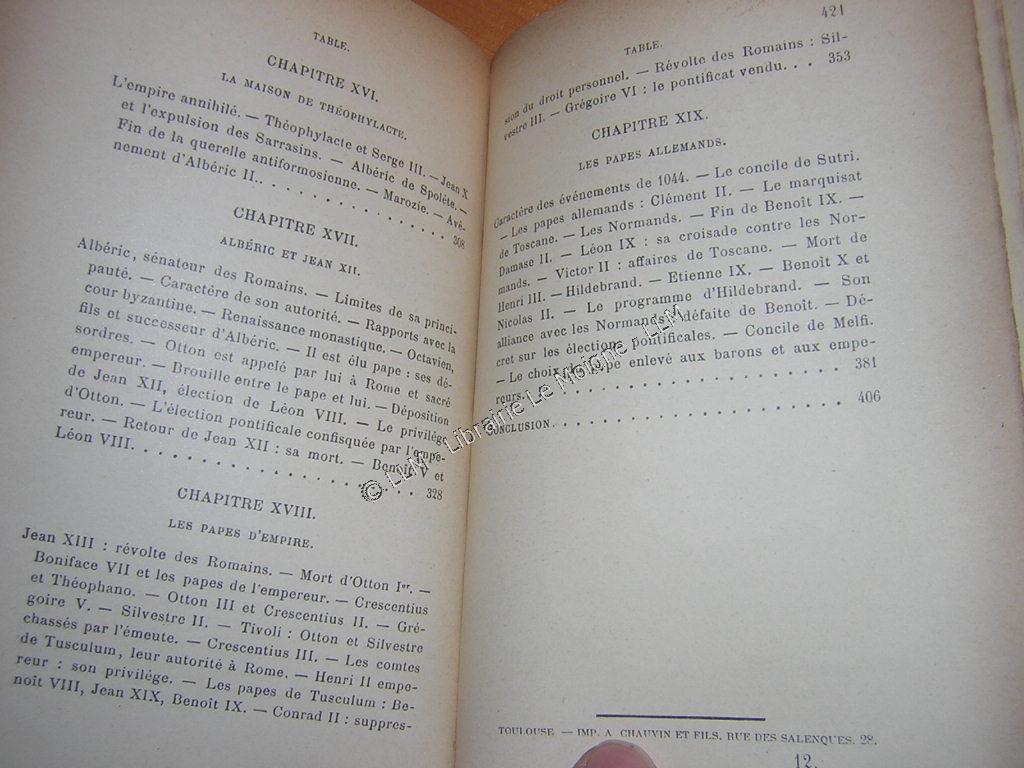 TABLE.
CHAPITRE XVI.
LA MAISON DE THÉOPHYLACTE.
L'empire annihilé. — Théophylacte et Serge III. — Jean X
et l'expulsion des Sarrasins. — Albéric de Spolète. —
Fin de la querelle antiformosienne. — Marozie. — Avé-
nement d'Albéric II. . . . . . . . . . . . . . . . 308
CHAPITRE XVII.
ALBÉRIC ET JEAN XII.
Albéric, sénateur des Romains. — Limites de sa princi-
pauté. — Caractère de son autorité. — Rapports avec la
cour byzantine. — Renaissance monastique. — Octavien,
fils et successeur d'Albéric. — Il est élu pape : ses dé-
sordres. — Otton est appelé par lui à Rome et sacré
empereur. — Brouille entre le pape et lui. — Déposition
de Jean XII, élection de Léon VIII. — Le privilége
d'Otton. — L'élection pontificale confisquée par l'empe-
reur. — Retour de Jean XII : sa mort. — Benoît V et
Léon VIII. . . . . . . . . . . . . . . . . . . . 328
CHAPITRE XVIII.
LES PAPES D'EMPIRE.
Jean XIII : révolte des Romains. — Mort d'Otton Ier. —
Boniface VII et les papes de l'empereur. — Crescentius
et Théophano. — Otton III et Crescentius II. — Gré-
goire V. — Silvestre II. — Tivoli : Otton et Silvestre
chassés par l'émeute. — Crescentius III. — Les comtes
de Tusculum, leur autorité à Rome. — Henri II empe-
reur : son privilége. — Les papes de Tusculum : Be-
noît VIII, Jean XIX, Benoît IX. — Conrad II : suppres-
421
TABLE.
sion du droit personnel. — Révolte des Romains : Sil-
vestre III. — Grégoire VI : le pontificat vendu. . . 353
CHAPITRE XIX.
LES PAPES ALLEMANDS.
Caractère des événements de 1044. — Le concile de Sutri.
— Les papes allemands : Clément II. — Le marquisat
de Toscane. — Les Normands. — Fin de Benoît IX. —
Damase II. — Léon IX : sa croisade contre les Nor-
mands. — Victor II : affaires de Toscane. — Mort de
Henri III. — Hildebrand. — Etienne IX. — Benoît X et
Nicolas II. — Le programme d'Hildebrand. — Son
alliance avec les Normands : défaite de Benoît. — Dé-
cret sur les élections pontificales. — Concile de Melfi.
— Le choix du pape enlevé aux barons et aux empe-
reurs. . . . . . . . . . . . . . . . . . . . . 381
CONCLUSION. . . . . . . . . . . . . . . . . . . 406
© LLM - Librairie Le Moigne, LLM
TOULOUSE — IMP. A. CHAUVIN ET FILS, RUE DES SALENQUES, 28.
12.